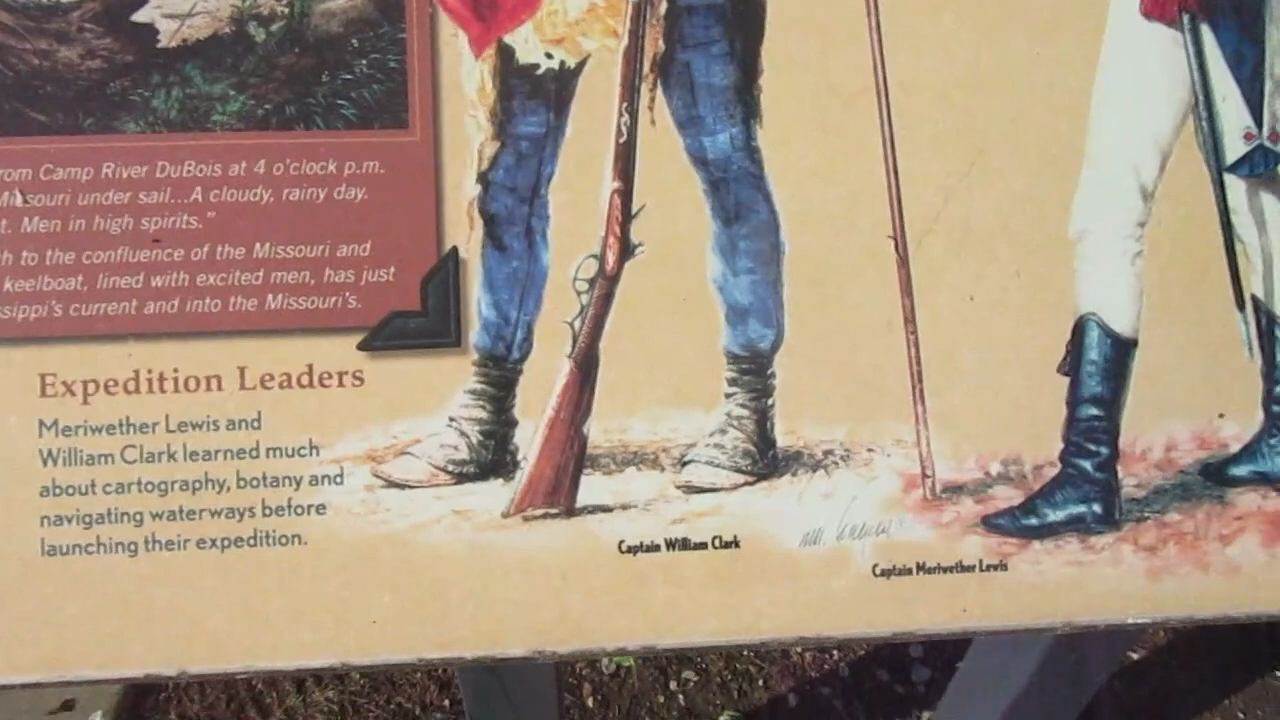 rom Camp River DuBois at 4 o'clock p.m.
Missouri under sail...A cloudy, rainy day.
t. Men in high spirits."
h to the confluence of the Missouri and
keelboat, lined with excited men, has just
ssippi's current and into the Missouri's.
Expedition Leaders
Meriwether Lewis and
William Clark learned much
about cartography, botany and
navigating waterways before
launching their expedition.
Captain William Clark
Captain Meriwether Lewis